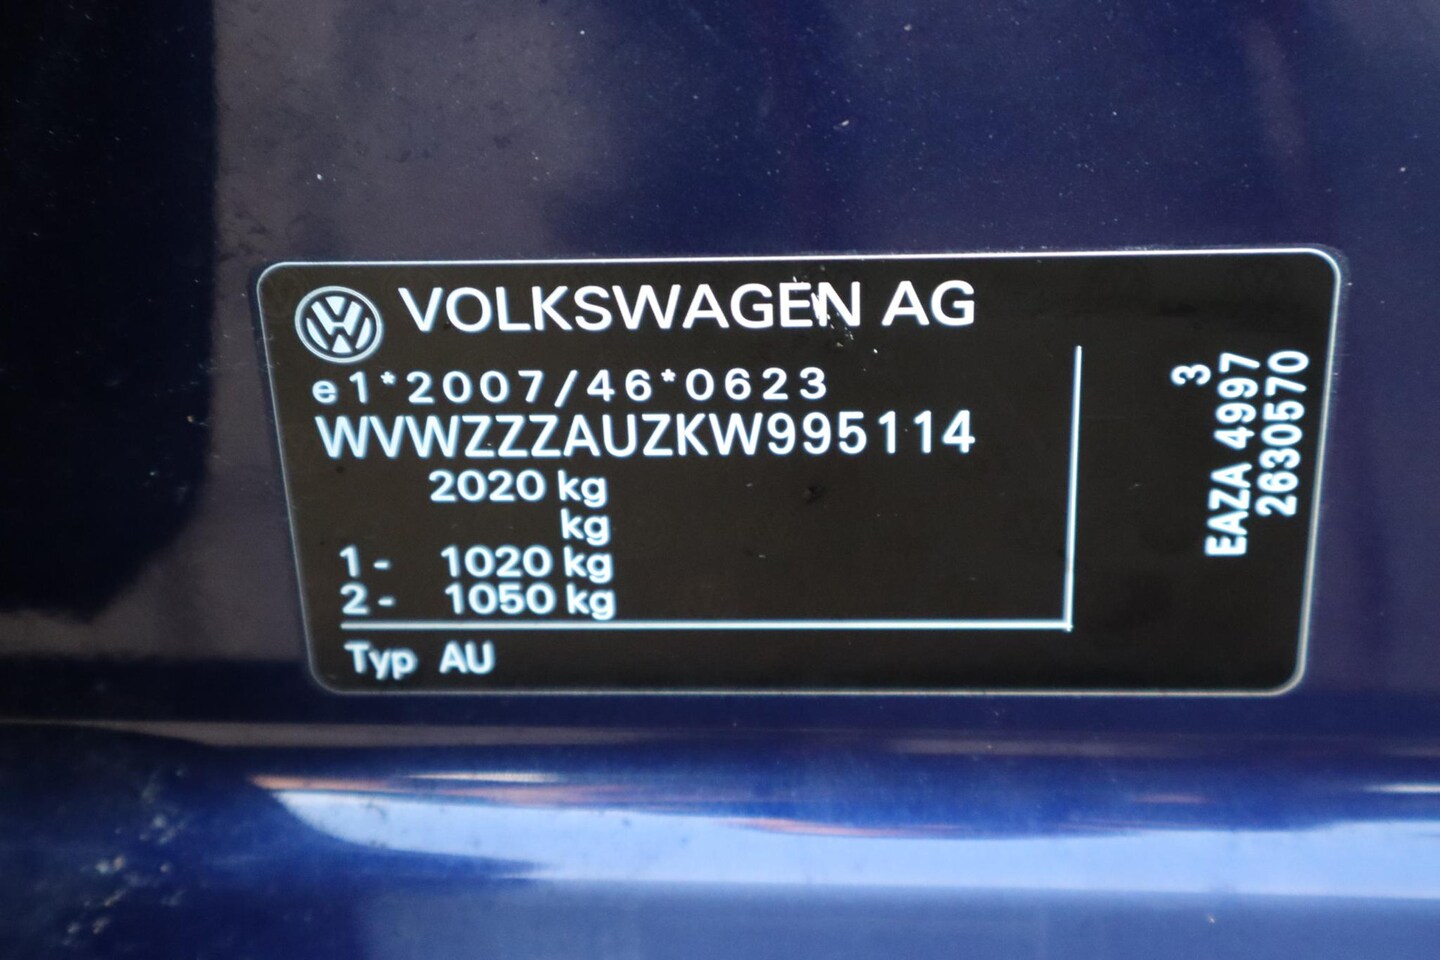 VOLKSWAGEN AG
e1*2007/46*0623
WVWZZZAUZKW995114
2020 kg
kg
1- 1020 kg
2- 1050 kg
Typ AU
3
EAZA 4997
2630570